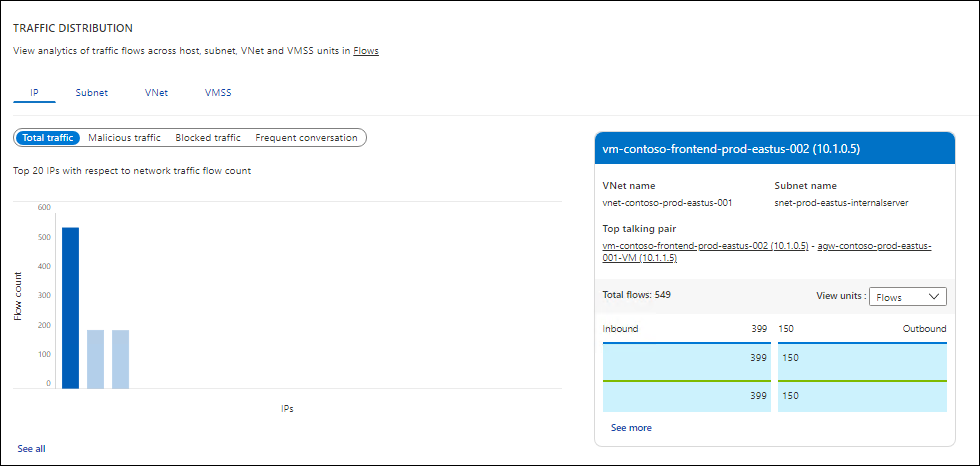 TRAFFIC DISTRIBUTION
View analytics of traffic flows across host, subnet, VNet and VMSS units in Flows
IP Subnet VNet VMSS
Total traffic Malicious traffic Blocked traffic Frequent conversation
Top 20 IPs with respect to network traffic flow count
600
500
400
300
200
100
0
Flow count
IPs
See all
vm-contoso-frontend-prod-eastus-002 (10.1.0.5)
VNet name Subnet name
vnet-contoso-prod-eastus-001 snet-prod-eastus-internalserver
Top talking pair
vm-contoso-frontend-prod-eastus-002 (10.1.0.5) - agw-contoso-prod-eastus-
001-VM (10.1.1.5)
Total flows: 549 View units : Flows
Inbound 399 150 Outbound
399 150
399 150
See more